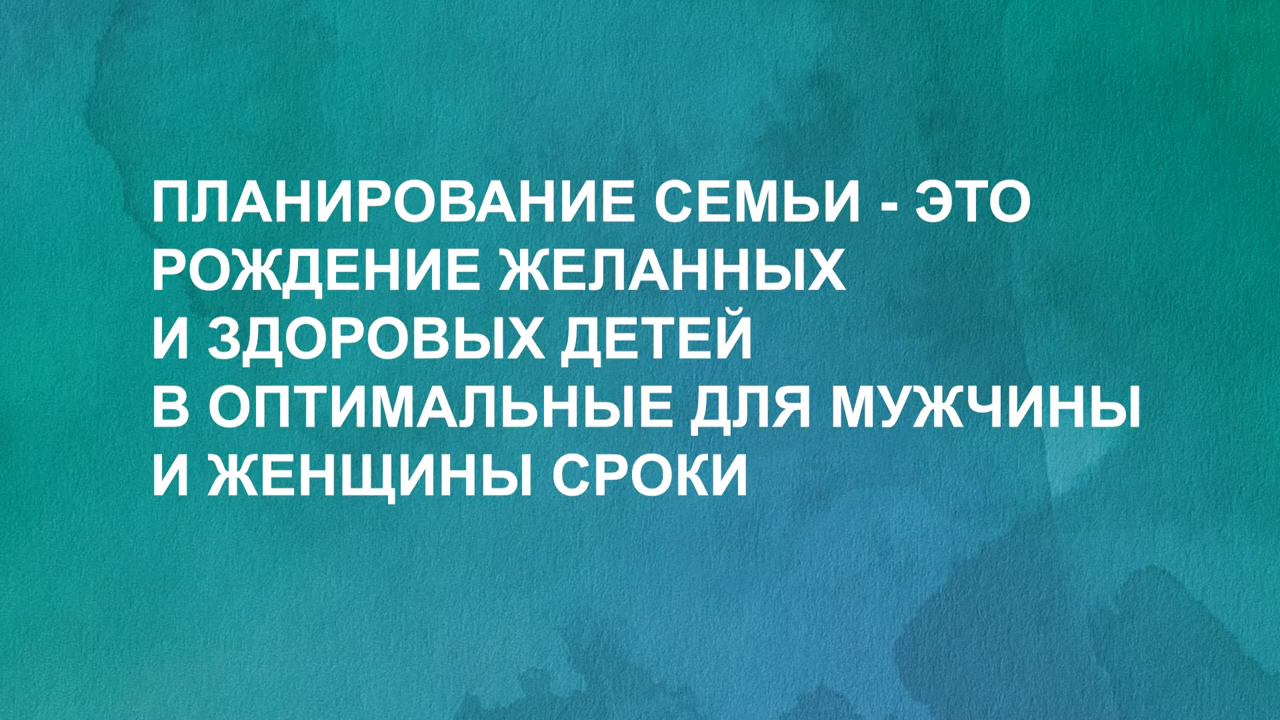 ПЛАНИРОВАНИЕ СЕМЬИ - ЭТО
РОЖДЕНИЕ ЖЕЛАННЫХ
И ЗДОРОВЫХ ДЕТЕЙ
В ОПТИМАЛЬНЫЕ ДЛЯ МУЖЧИНЫ
И ЖЕНЩИНЫ СРОКИ